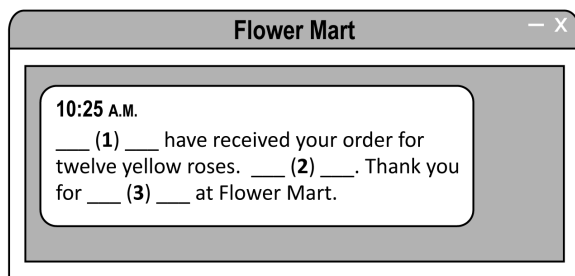 Flower Mart
— X
10:25 A.M.
___ (1) ___ have received your order for
twelve yellow roses. ___ (2) ___. Thank you
for ___ (3) ___ at Flower Mart.